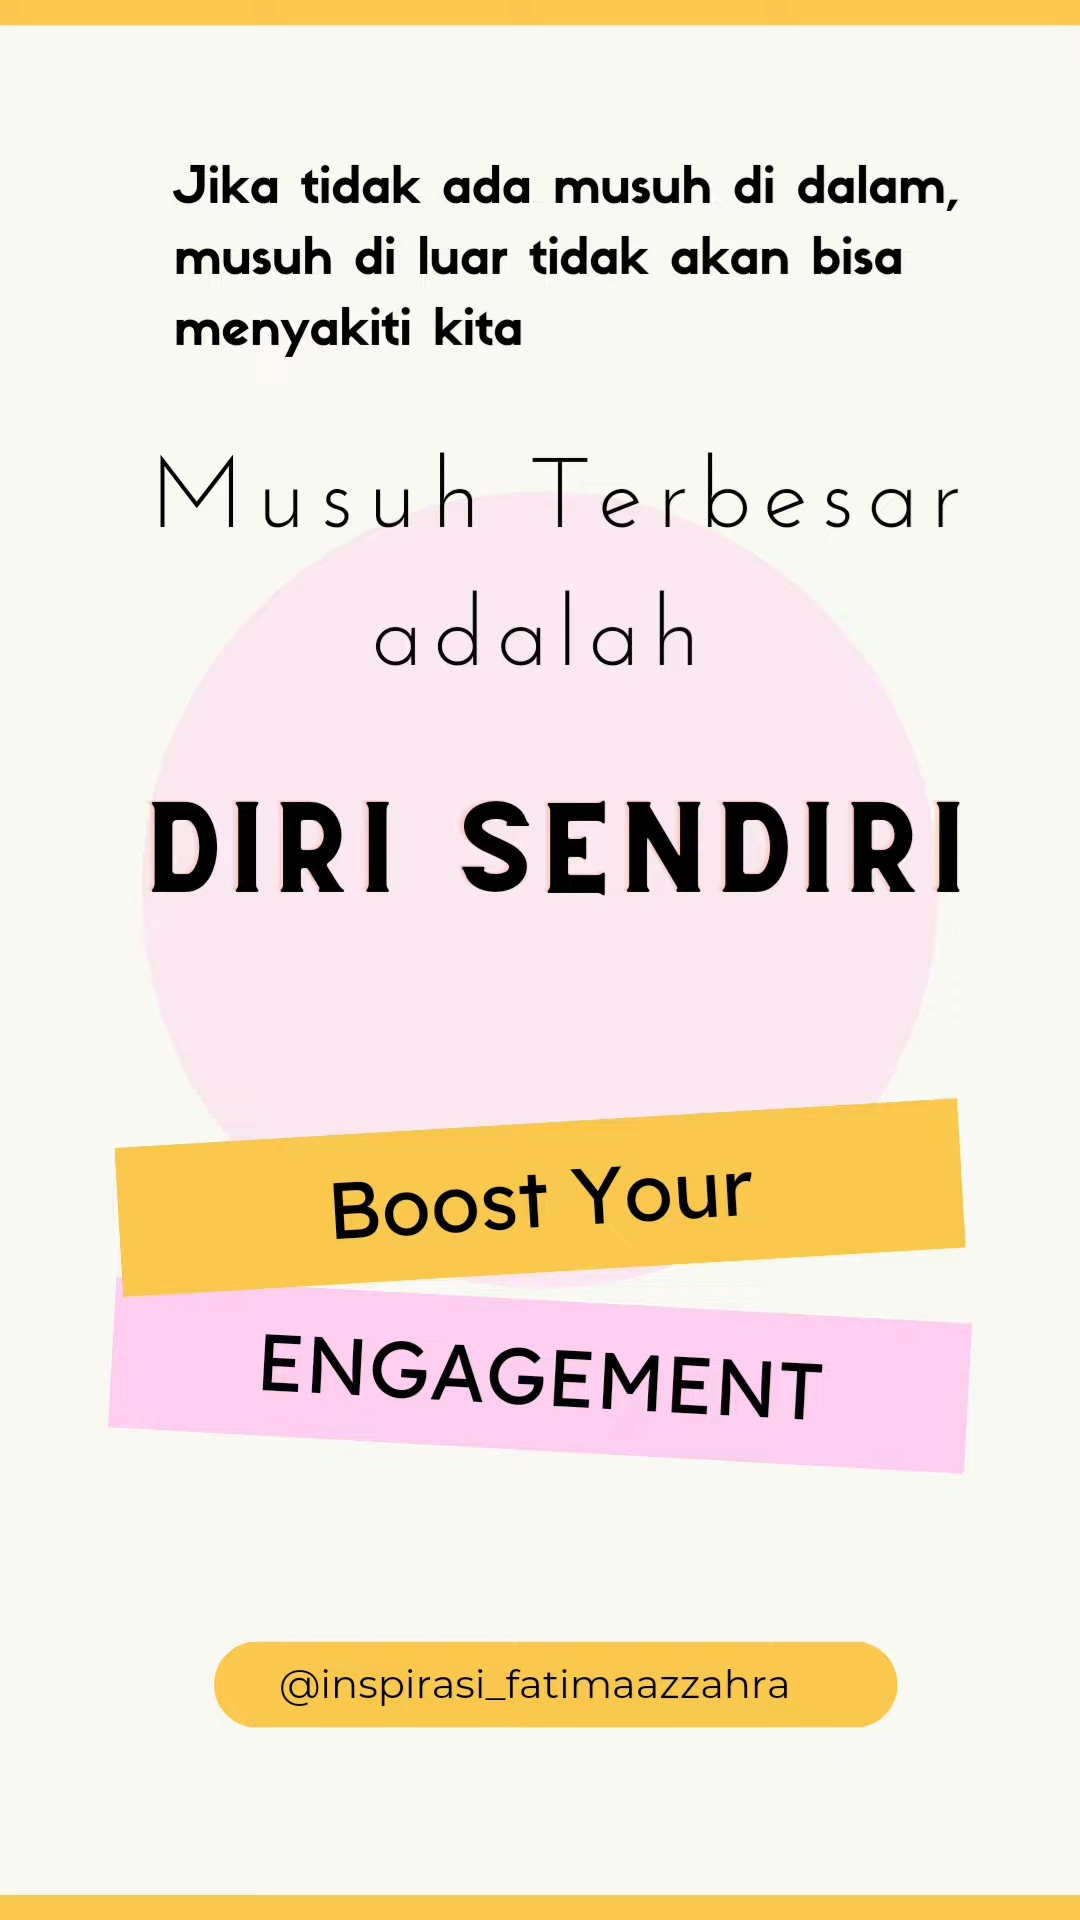 Jika tidak ada musuh di dalam,
musuh di luar tidak akan bisa
menyakiti kita
Musuh Terbesar
adalah
DIRI SENDIRI
Boost Your
ENGAGEMENT
@inspirasi_fatimaazzahra